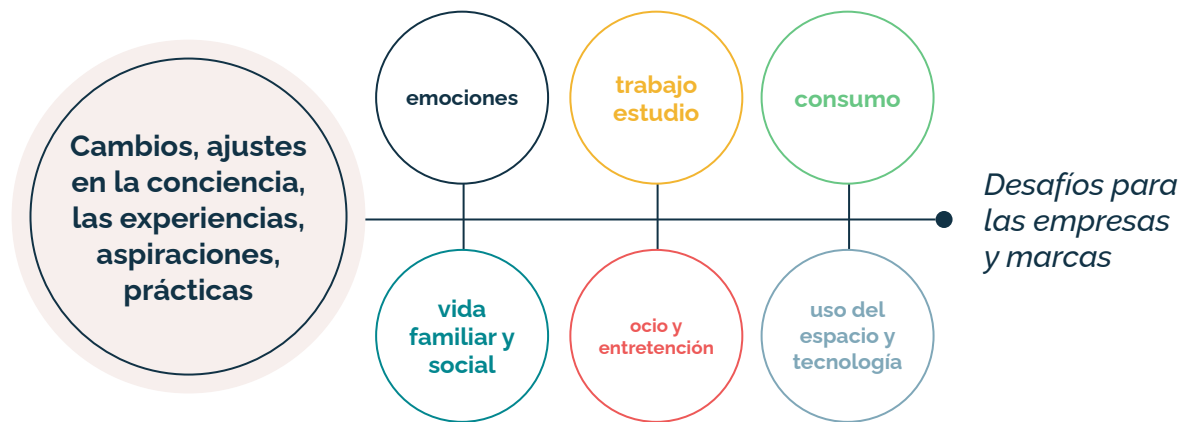 Cambios, ajustes
en la conciencia,
las experiencias,
aspiraciones,
prácticas
emociones
trabajo
estudio
consumo
vida
familiar y
social
ocio y
entretención
uso del
espacio y
tecnología
Desafíos para
las empresas
y marcas